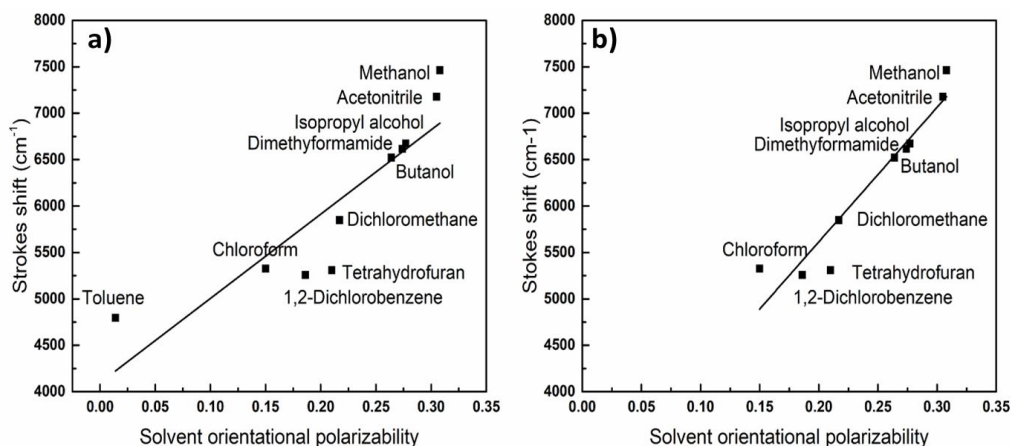 a)
8000
7500
7000
6500
6000
5500
5000
4500
4000
Strokes shift (cm-1)
Methanol
Acetonitrile
Isopropyl alcohol
Dimethyformamide
Butanol
Dichloromethane
Chloroform
Tetrahydrofuran
1,2-Dichlorobenzene
Toluene
0.00 0.05 0.10 0.15 0.20 0.25 0.30 0.35
Solvent orientational polarizability
b)
8000
7500
7000
6500
6000
5500
5000
4500
4000
Stokes shift (cm-1)
Methanol
Acetonitrile
Isopropyl alcohol
Dimethyformamide
Butanol
Dichloromethane
Chloroform
Tetrahydrofuran
1,2-Dichlorobenzene
0.00 0.05 0.10 0.15 0.20 0.25 0.30 0.35
Solvent orientational polarizability